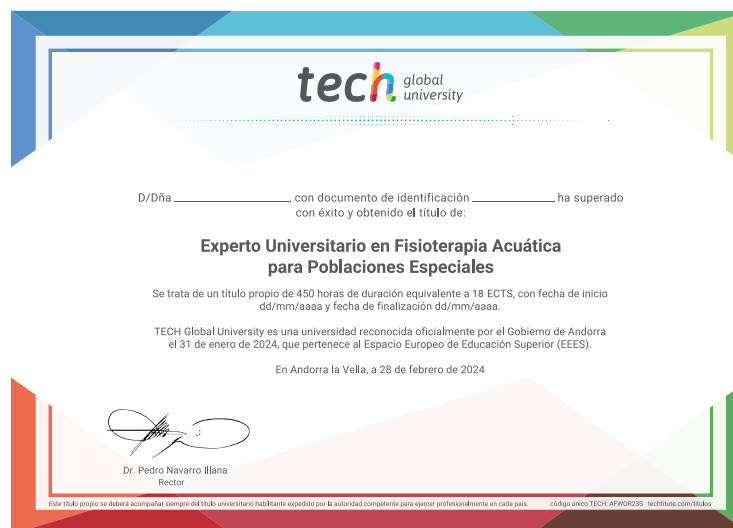 tech global university
D/Dña ____________________, con documento de identificación ______________ ha superado
con éxito y obtenido el título de:
Experto Universitario en Fisioterapia Acuática
para Poblaciones Especiales
Se trata de un título propio de 450 horas de duración equivalente a 18 ECTS, con fecha de inicio
dd/mm/aaaa y fecha de finalización dd/mm/aaaa.
TECH Global University es una universidad reconocida oficialmente por el Gobierno de Andorra
el 31 de enero de 2024, que pertenece al Espacio Europeo de Educación Superior (EEES).
En Andorra la Vella, a 28 de febrero de 2024
Dr. Pedro Navarro Illana
Rector
Este título propio se deberá acompañar siempre del título universitario habilitante expedido por la autoridad competente para ejercer profesionalmente en cada país. código único TECH: AFWOR23S techtitute.com/titulos